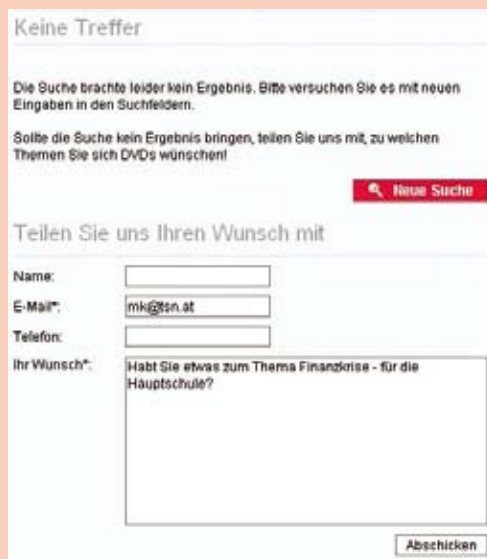 Keine Treffer
Die Suche brachte leider kein Ergebnis. Bitte versuchen Sie es mit neuen
Eingaben in den Suchfeldern.
Sollte die Suche kein Ergebnis bringen, teilen Sie uns mit, zu welchen
Themen Sie sich DVDs wünschen!
Neue Suche
Teilen Sie uns Ihren Wunsch mit
Name:
E-Mail*: mk@tsn.at
Telefon:
Ihr Wunsch*: Habt Sie etwas zum Thema Finanzkrise - für die
Hauptschule?
Abschicken